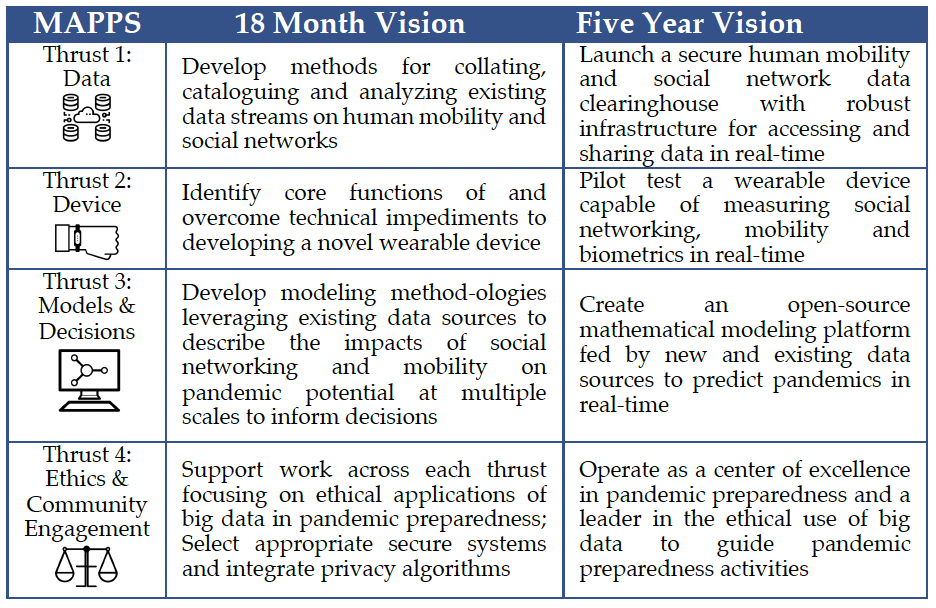 MAPPS 18 Month Vision Five Year Vision
Thrust 1:
Data
Develop methods for collating,
cataloguing and analyzing existing
data streams on human mobility and
social networks
Launch a secure human mobility
and social network data
clearinghouse with robust
infrastructure for accessing and
sharing data in real-time
Thrust 2:
Device
Identify core functions of and
overcome technical impediments to
developing a novel wearable device
Pilot test a wearable device
capable of measuring social
networking, mobility and
biometrics in real-time
Thrust 3:
Models &
Decisions
Develop modeling method-ologies
leveraging existing data sources to
describe the impacts of social
networking and mobility on
pandemic potential at multiple
scales to inform decisions
Create an open-source
mathematical modeling platform
fed by new and existing data
sources to predict pandemics in
real-time
Thrust 4:
Ethics &
Community
Engagement
Support work across each thrust
focusing on ethical applications of
big data in pandemic preparedness;
Select appropriate secure systems
and integrate privacy algorithms
Operate as a center of excellence
in pandemic preparedness and a
leader in the ethical use of big
data to guide pandemic
preparedness activities